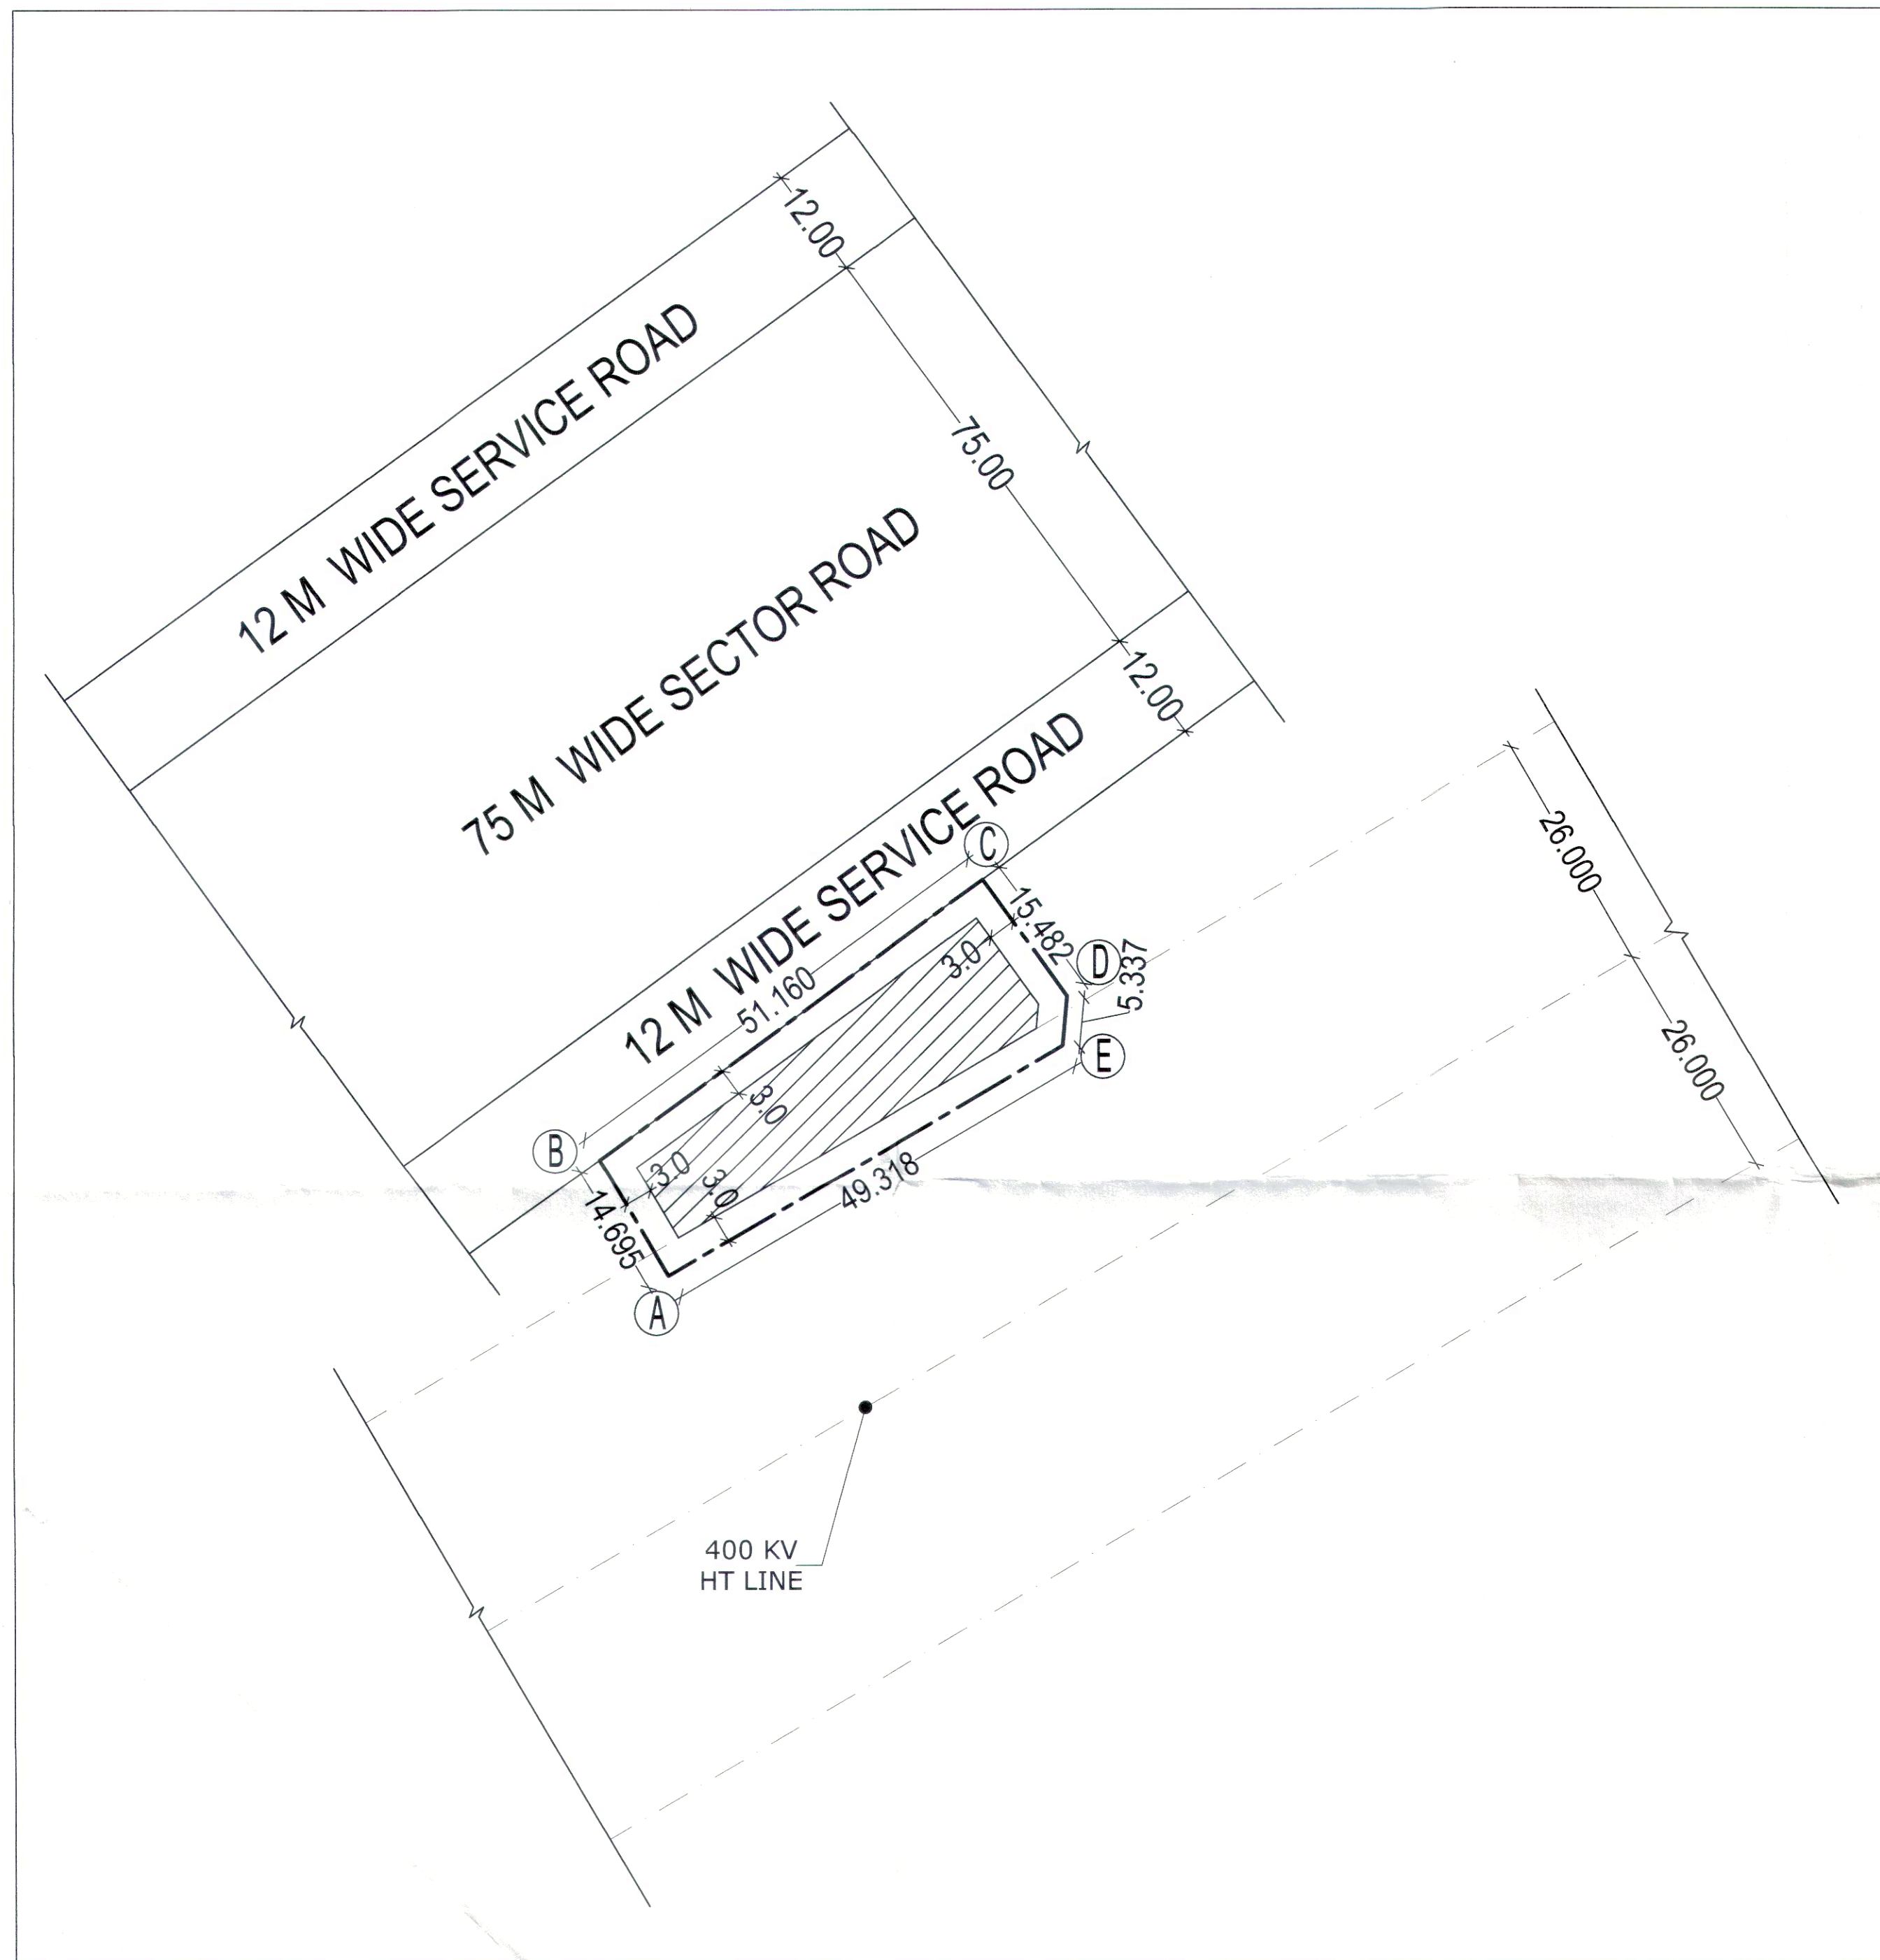 12.00
12 M WIDE SERVICE ROAD
75.00
75 M WIDE SECTOR ROAD
12.00
12 M WIDE SERVICE ROAD
C
15.482
3.0
D
5.337
51.160
E
3.0
B
3.0
3.0
14.695
49.318
A
26.000
26.000
400 KV
HT LINE